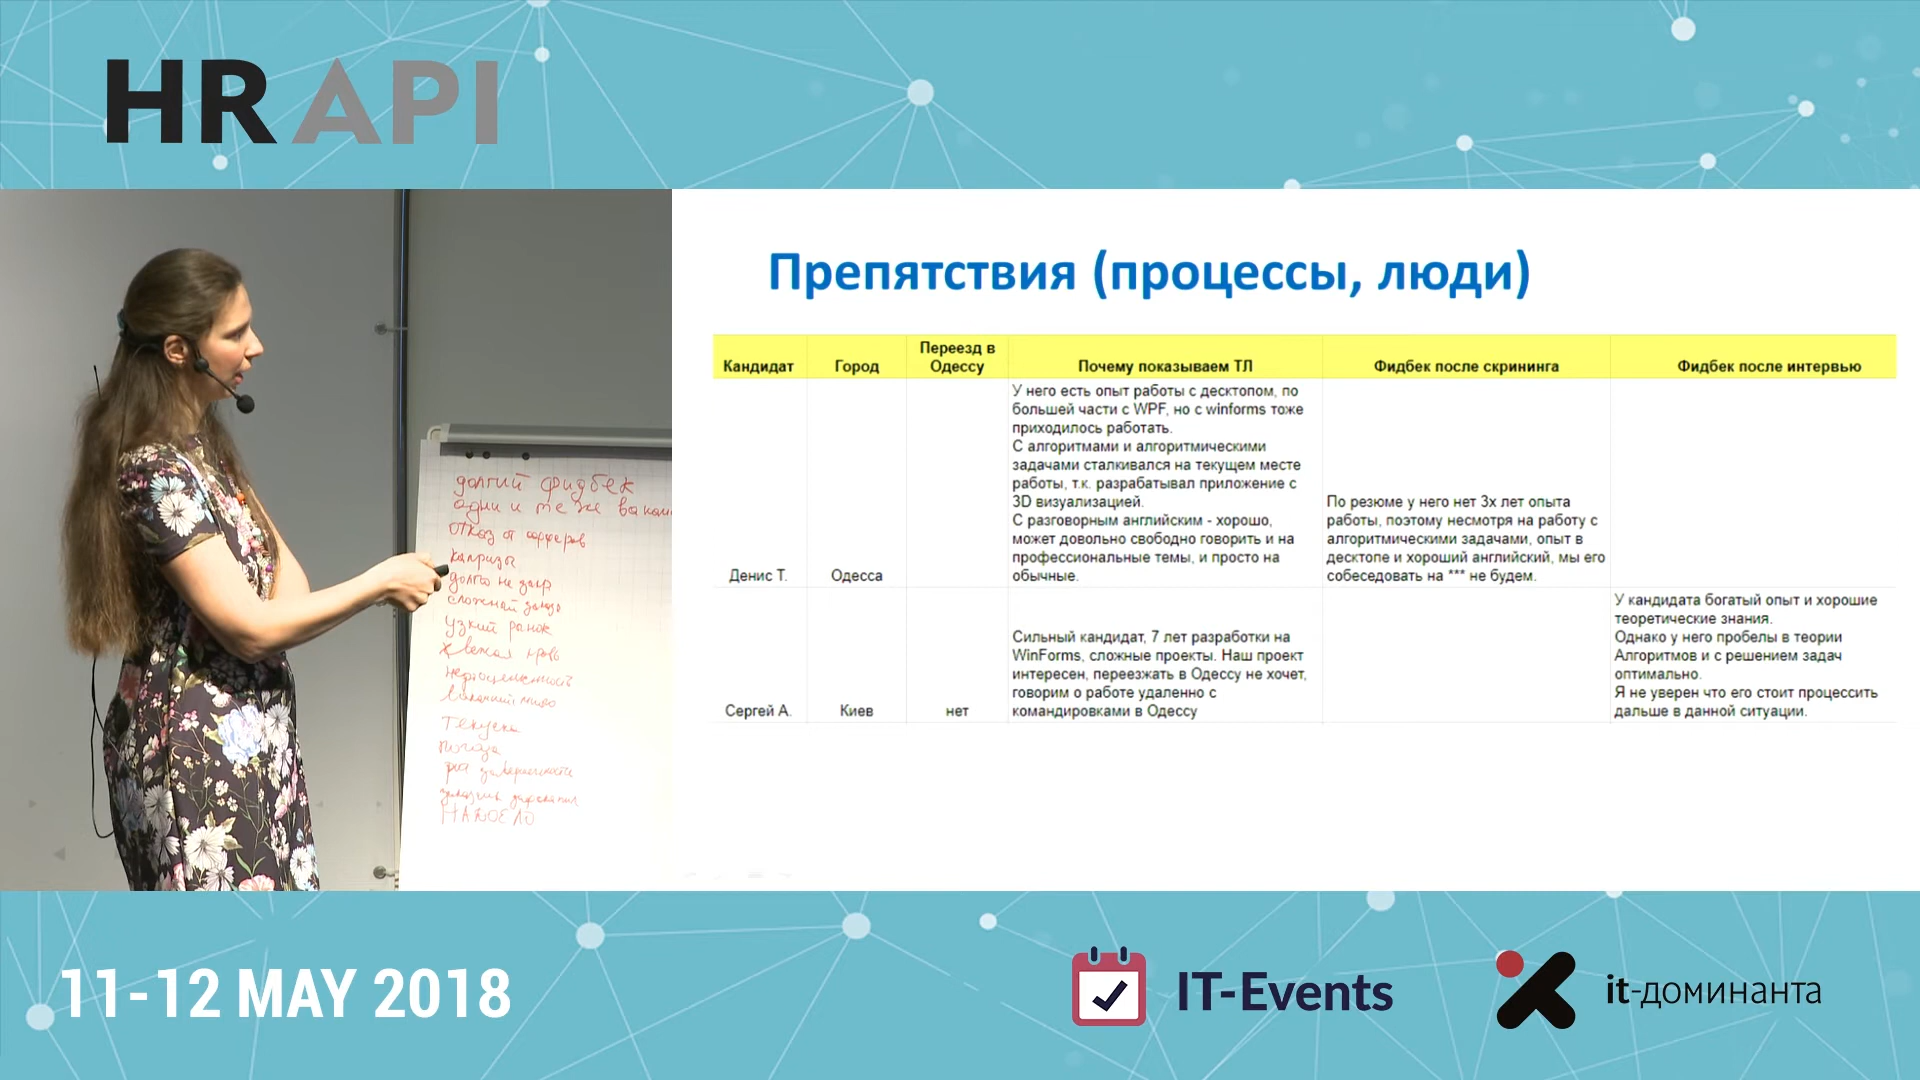 HR API
долгий фидбек
одни и те же
отказ от офферов
капризы
долго не
узкий рынок
кровь
Текучка
погода
НАДОЕЛО
Препятствия (процессы, люди)
Кандидат
Город
Переезд в
Одессу
Почему показываем ТЛ
Фидбек после скрининга
Фидбек после интервью
Денис Т.
Одесса
У него есть опыт работы с десктопом, по
большей части с WPF, но с winforms тоже
приходилось работать.
С алгоритмами и алгоритмическими
задачами сталкивался на текущем месте
работы, т.к. разрабатывал приложение с
3D визуализацией.
С разговорным английским - хорошо,
может довольно свободно говорить и на
профессиональные темы, и просто на
обычные.
По резюме у него нет 3х лет опыта
работы, поэтому несмотря на работу с
алгоритмическими задачами, опыт в
десктопе и хороший английский, мы его
собеседовать на *** не будем.
Сергей А.
Киев
нет
Сильный кандидат, 7 лет разработки на
WinForms, сложные проекты. Наш проект
интересен, переезжать в Одессу не хочет,
говорим о работе удаленно с
командировками в Одессу
У кандидата богатый опыт и хорошие
теоретические знания.
Однако у него пробелы в теории
Алгоритмов и с решением задач
оптимально.
Я не уверен что его стоит процессить
дальше в данной ситуации.
11-12 MAY 2018
IT-Events
it-доминанта